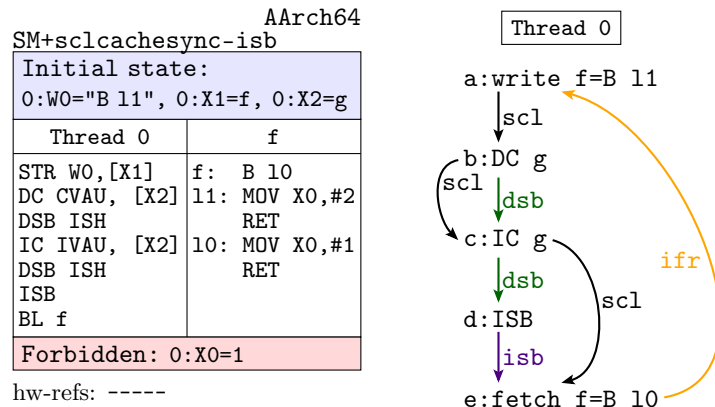 AArch64
SM+sclcachesync-isb
Initial state:
0:W0="B l1", 0:X1=f, 0:X2=g
Thread 0
f
STR W0,[X1]
DC CVAU, [X2]
DSB ISH
IC IVAU, [X2]
DSB ISH
ISB
BL f
f: B l0
l1: MOV X0,#2
RET
l0: MOV X0,#1
RET
Forbidden: 0:X0=1
hw-refs: -----
Thread 0
a:write f=B l1
scl
b:DC g
scl
dsb
c:IC g
ifr
dsb
scl
d:ISB
isb
e:fetch f=B l0